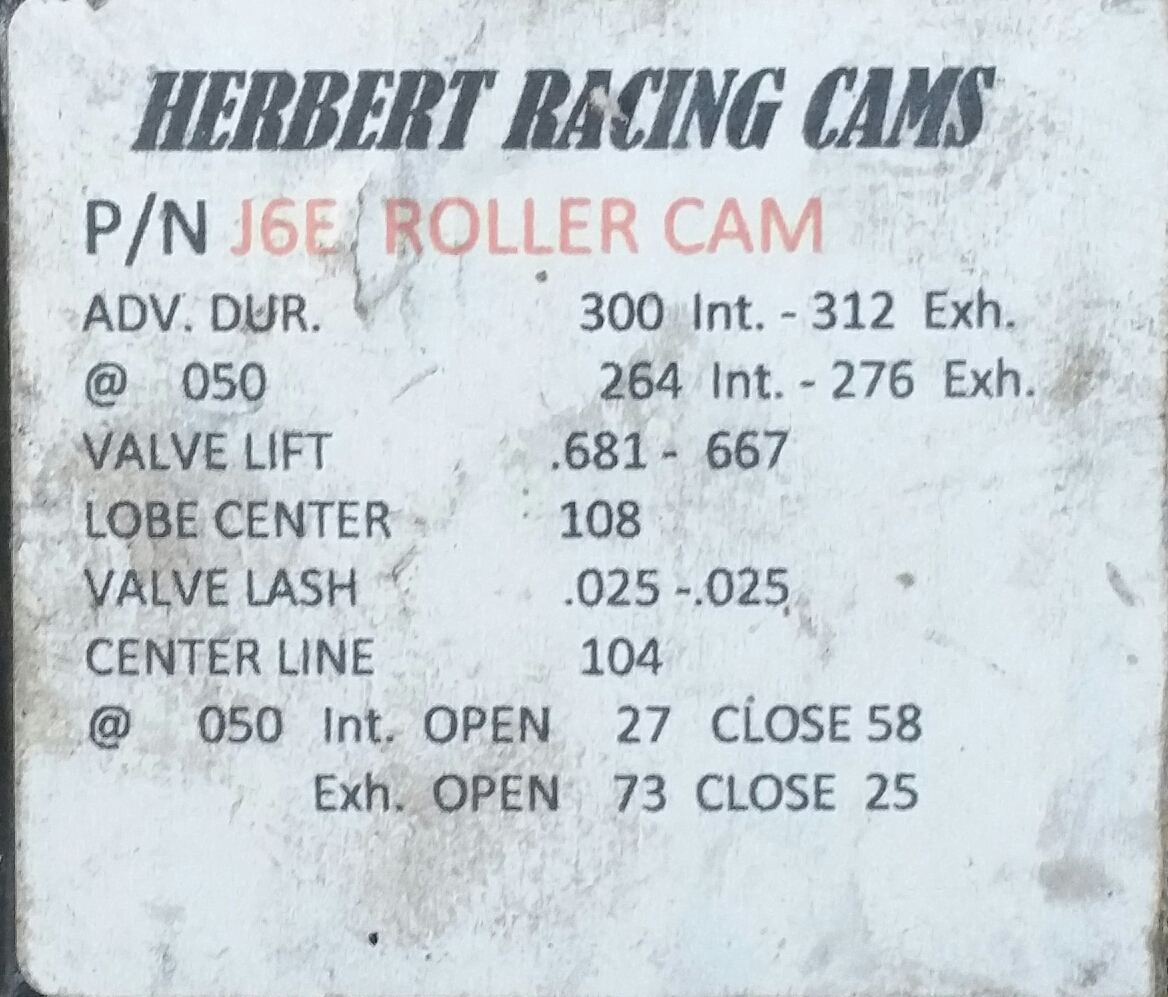 HERBERT RACING CAMS
P/N J6E ROLLER CAM
ADV. DUR. 300 Int. - 312 Exh.
@ 050 264 Int. - 276 Exh.
VALVE LIFT .681 - 667
LOBE CENTER 108
VALVE LASH .025 -.025
CENTER LINE 104
@ 050 Int. OPEN 27 CLOSE 58
Exh. OPEN 73 CLOSE 25